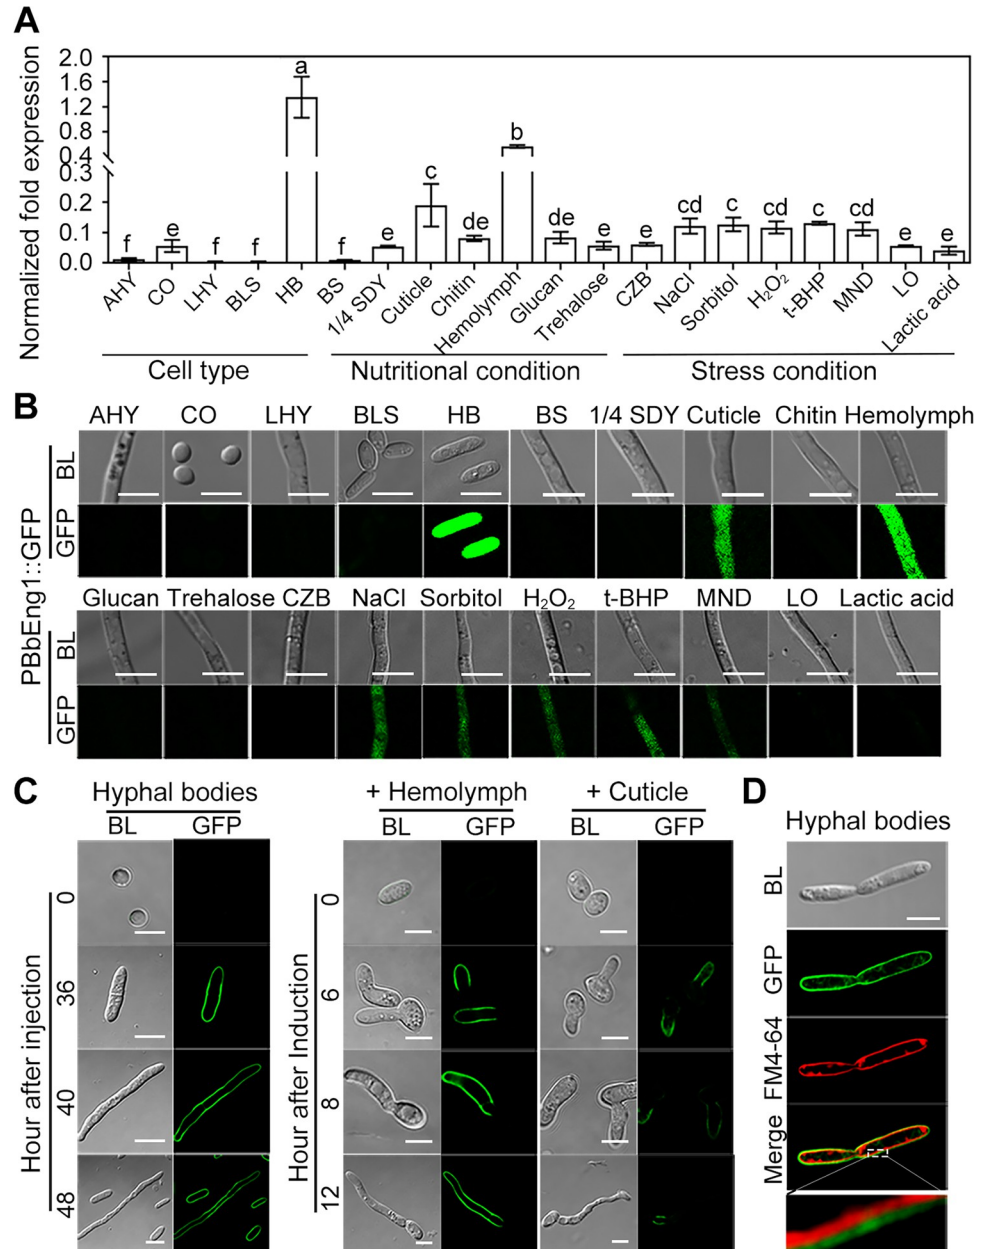 A
Normalized fold expression
2.0
1.6
1.2
0.8
0.4
0.3
0.2
0.1
0.0
f e f f a f e c de b de e e cd c cd c cd e e
AHY CO LHY BLS HB BS 1/4 SDY Cuticle Chitin Hemolymph Glucan Trehalose CZB NaCl Sorbitol H₂O₂ t-BHP MND LO Lactic acid
Cell type Nutritional condition Stress condition
B
PBbEng1::GFP
AHY CO LHY BLS HB BS 1/4 SDY Cuticle Chitin Hemolymph
BL
GFP
Glucan Trehalose CZB NaCl Sorbitol H₂O₂ t-BHP MND LO Lactic acid
BL
GFP
C
Hyphal bodies
BL GFP
Hour after injection
0
36
40
48
+ Hemolymph + Cuticle
BL GFP BL GFP
Hour after Induction
0
6
8
12
D
Hyphal bodies
BL
GFP
FM4-64
Merge